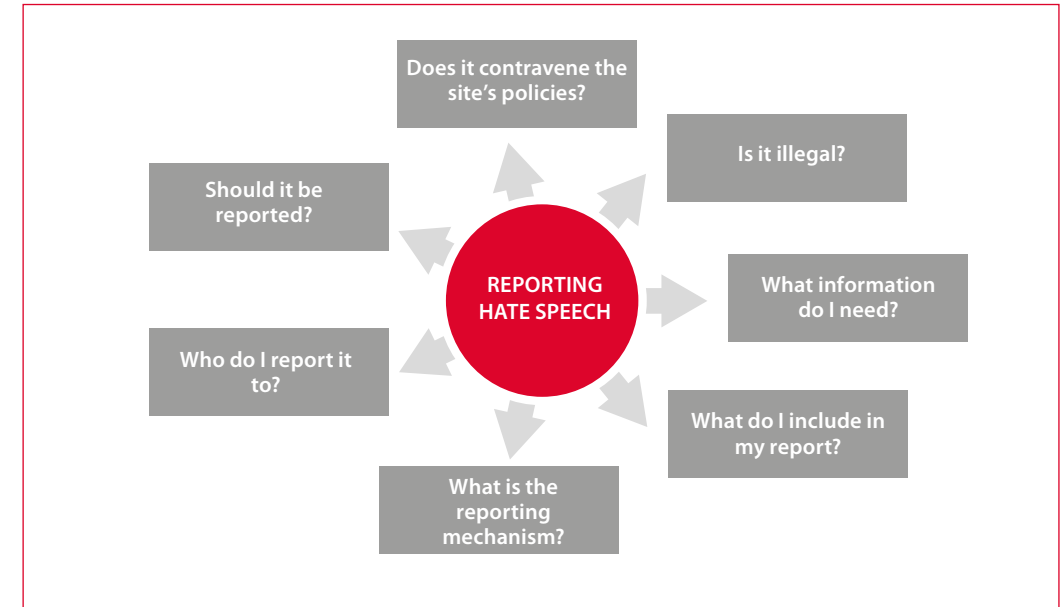 Does it contravene the
site’s policies?
Is it illegal?
Should it be
reported?
REPORTING
HATE SPEECH
What information
do I need?
Who do I report it
to?
What do I include in
my report?
What is the
reporting
mechanism?